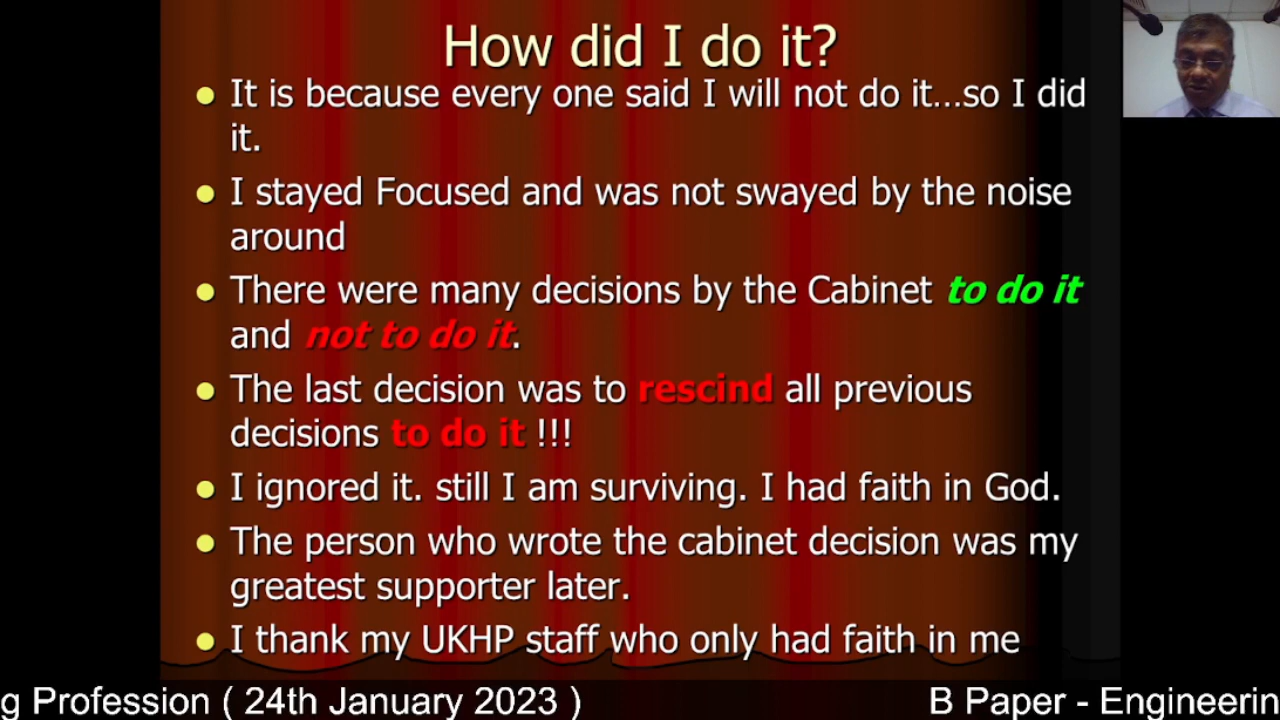 How did I do it?
● It is because every one said I will not do it...so I did
it.
● I stayed Focused and was not swayed by the noise
around
● There were many decisions by the Cabinet to do it
and not to do it.
● The last decision was to rescind all previous
decisions to do it !!!
● I ignored it. still I am surviving. I had faith in God.
● The person who wrote the cabinet decision was my
greatest supporter later.
● I thank my UKHP staff who only had faith in me
g Profession ( 24th January 2023 ) B Paper - Engineerin